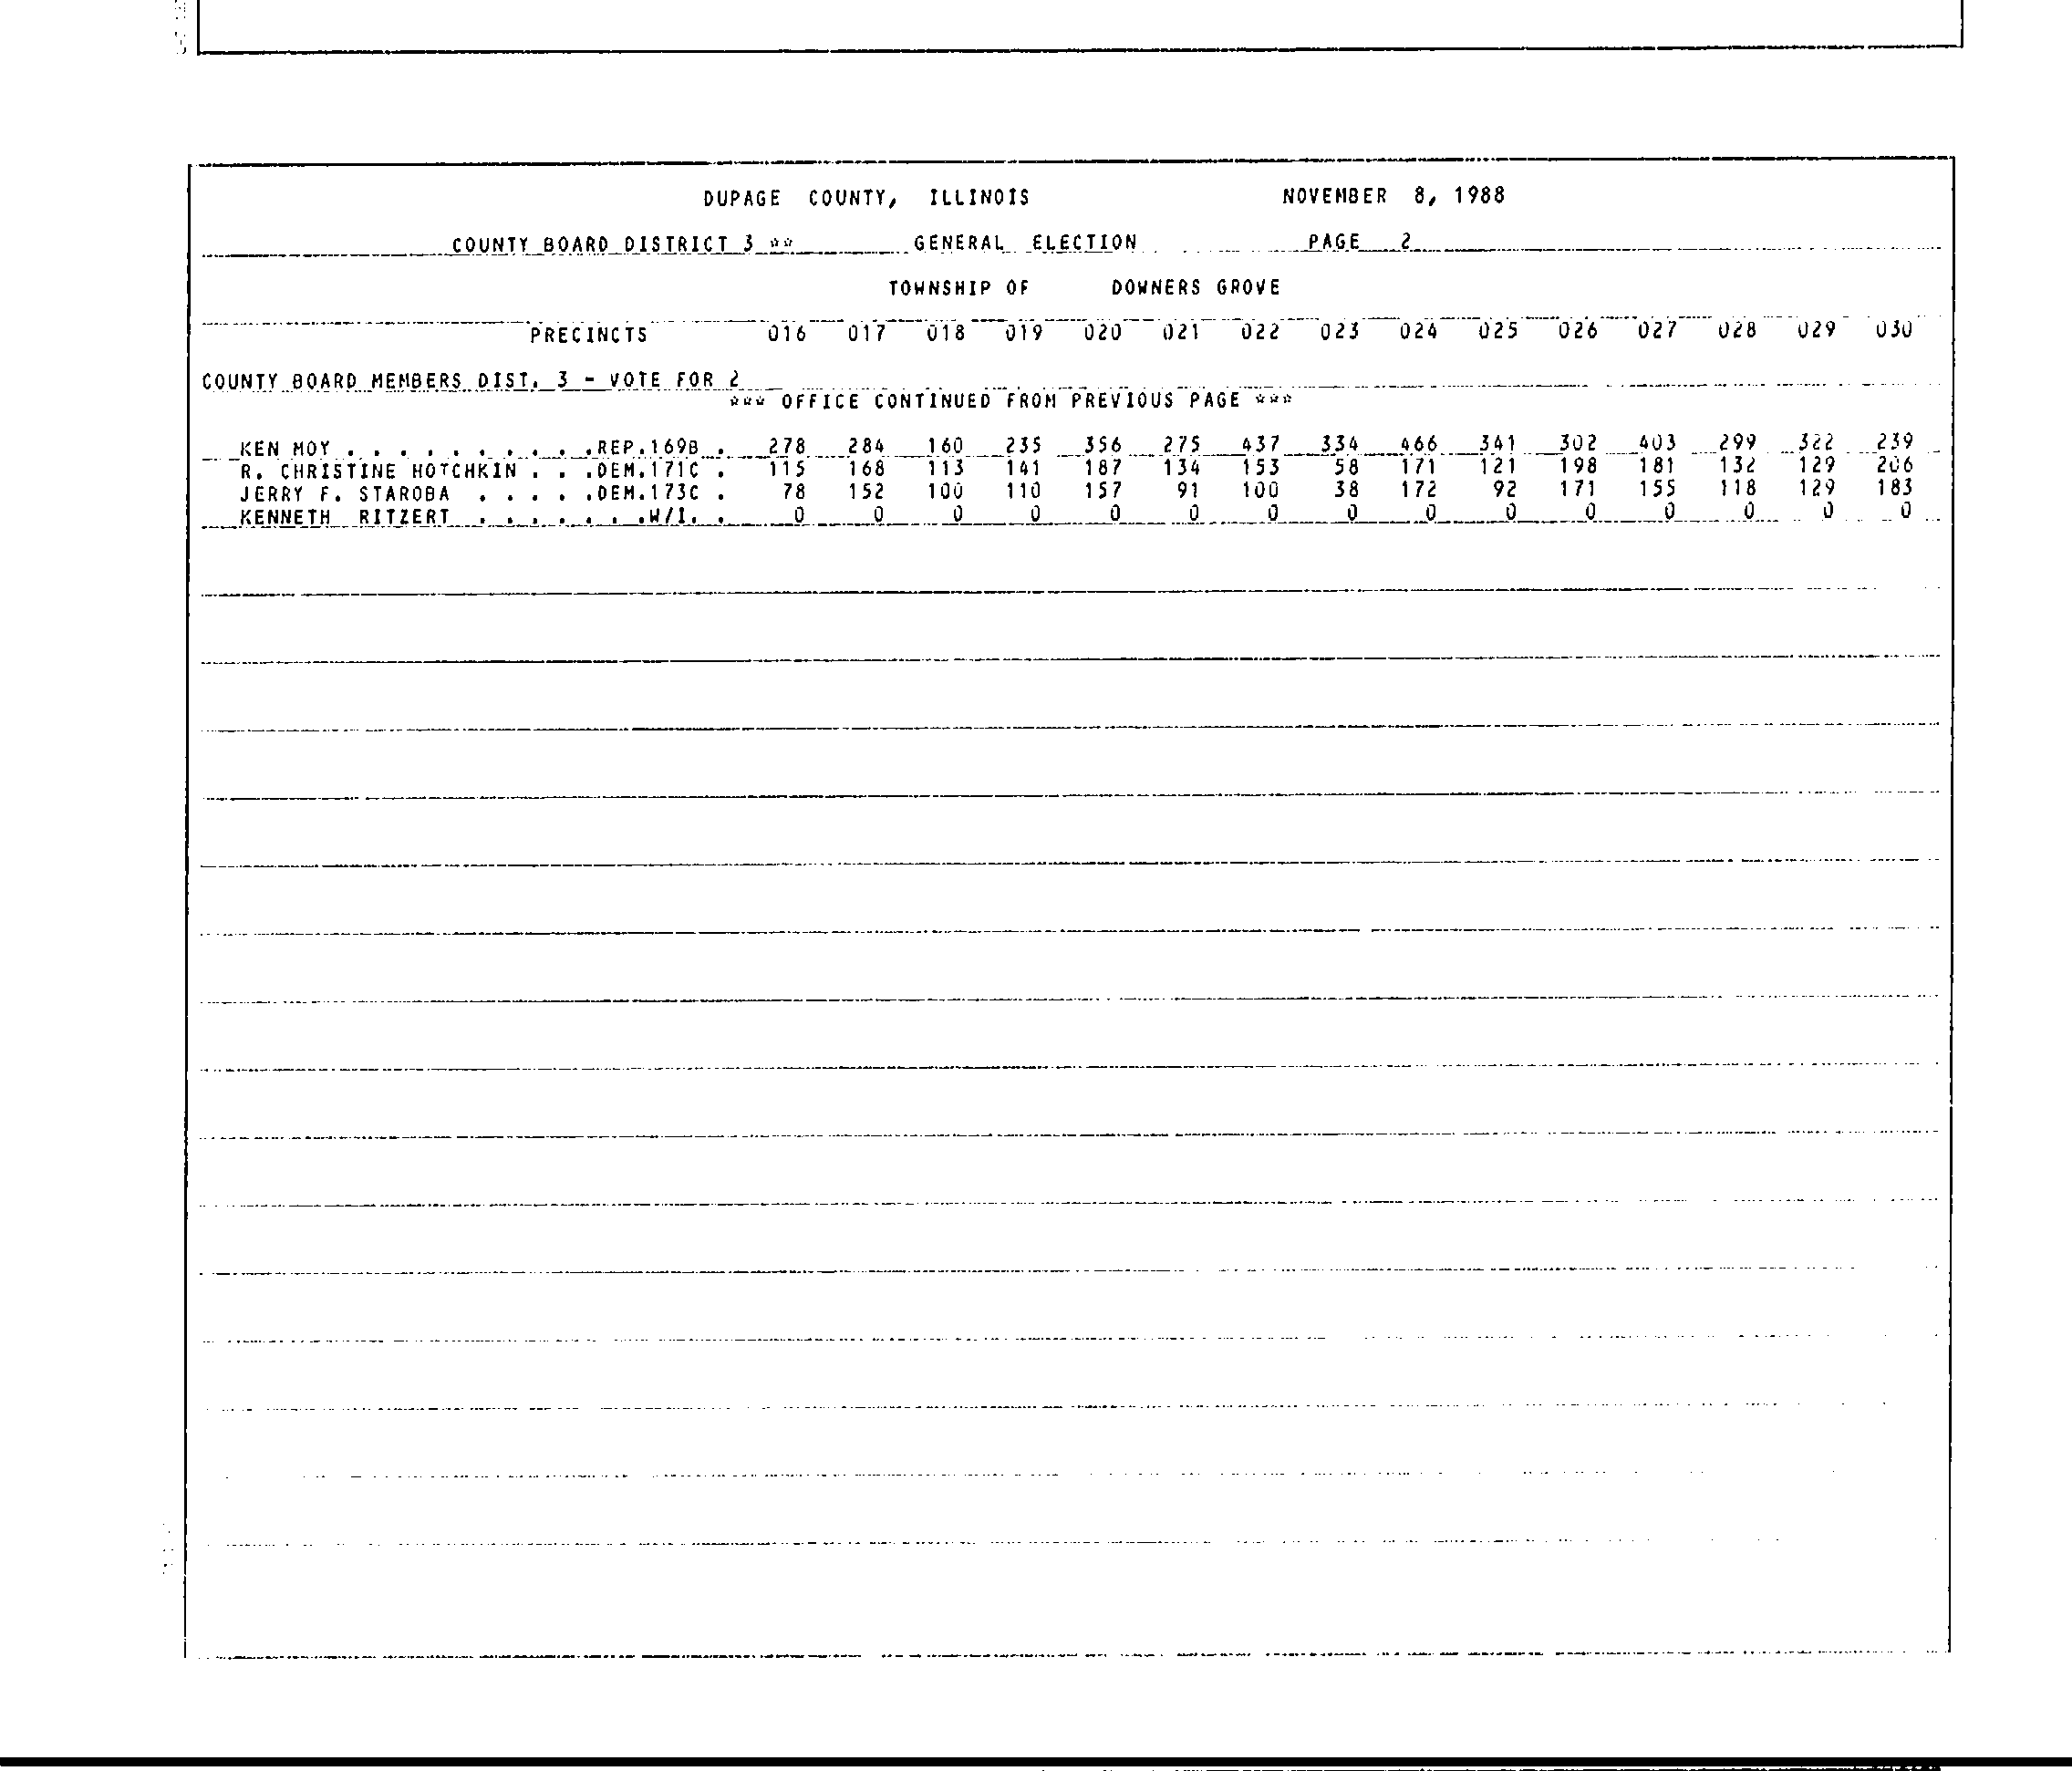 DUPAGE COUNTY, ILLINOIS NOVEMBER 8, 1988
COUNTY BOARD DISTRICT 3 ** GENERAL ELECTION PAGE 2
TOWNSHIP OF DOWNERS GROVE
PRECINCTS 016 017 018 019 020 021 022 023 024 025 026 027 028 029 030
COUNTY BOARD MEMBERS DIST. 3 - VOTE FOR 2
*** OFFICE CONTINUED FROM PREVIOUS PAGE ***
KEN MOY . . . . . . . . . .REP.169B . 278 284 160 235 356 275 437 334 466 341 302 403 299 322 239
R. CHRISTINE HOTCHKIN . . .DEM.171C . 115 168 113 141 187 134 153 58 171 121 198 181 132 129 206
JERRY F. STAROBA . . . . .DEM.173C . 78 152 100 110 157 91 100 38 172 92 171 155 118 129 183
KENNETH RITZERT . . . . . . .W/I. . 0 0 0 0 0 0 0 0 0 0 0 0 0 0 0